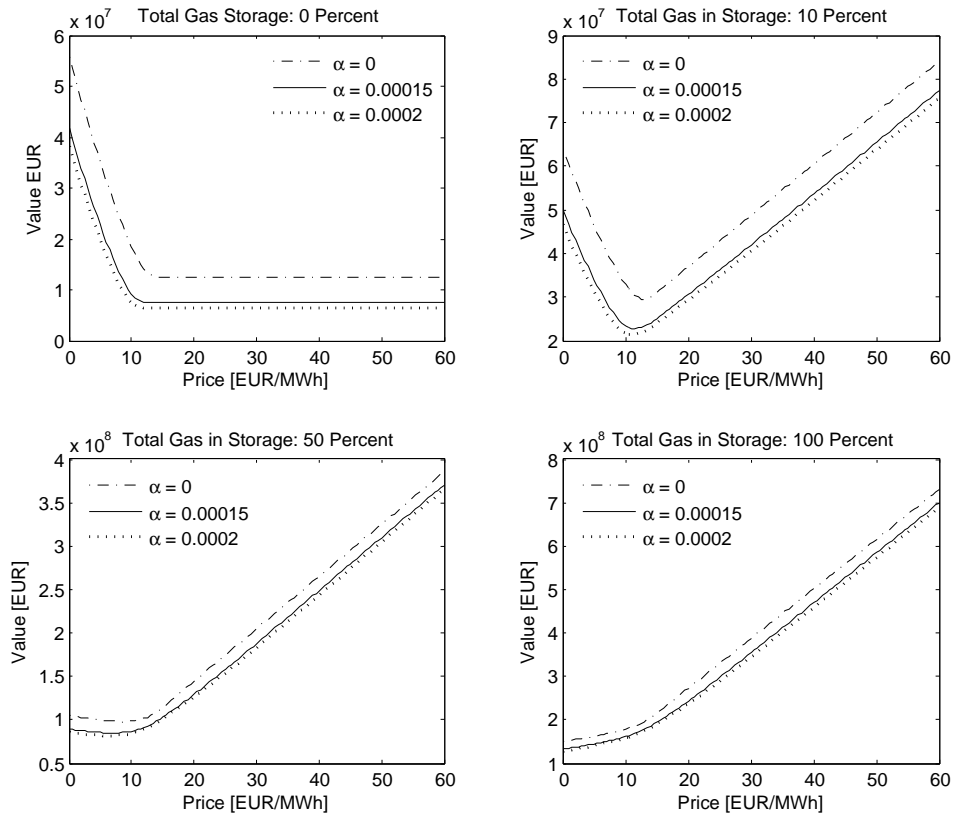 x 10^7 Total Gas Storage: 0 Percent
6
5
4
3
2
1
0
Value EUR
α = 0
α = 0.00015
α = 0.0002
0 10 20 30 40 50 60
Price [EUR/MWh]
x 10^7 Total Gas in Storage: 10 Percent
9
8
7
6
5
4
3
2
Value [EUR]
α = 0
α = 0.00015
α = 0.0002
0 10 20 30 40 50 60
Price [EUR/MWh]
x 10^8 Total Gas in Storage: 50 Percent
4
3.5
3
2.5
2
1.5
1
0.5
Value [EUR]
α = 0
α = 0.00015
α = 0.0002
0 10 20 30 40 50 60
Price [EUR/MWh]
x 10^8 Total Gas in Storage: 100 Percent
8
7
6
5
4
3
2
1
Value [EUR]
α = 0
α = 0.00015
α = 0.0002
0 10 20 30 40 50 60
Price [EUR/MWh]